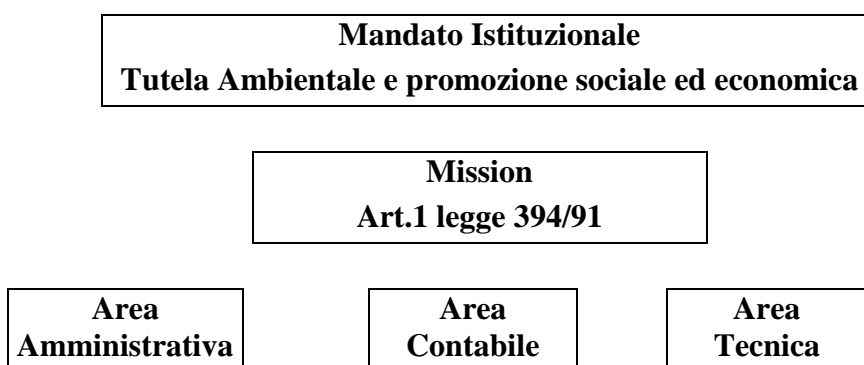 Mandato Istituzionale
Tutela Ambientale e promozione sociale ed economica
Mission
Art.1 legge 394/91
Area
Amministrativa
Area
Contabile
Area
Tecnica